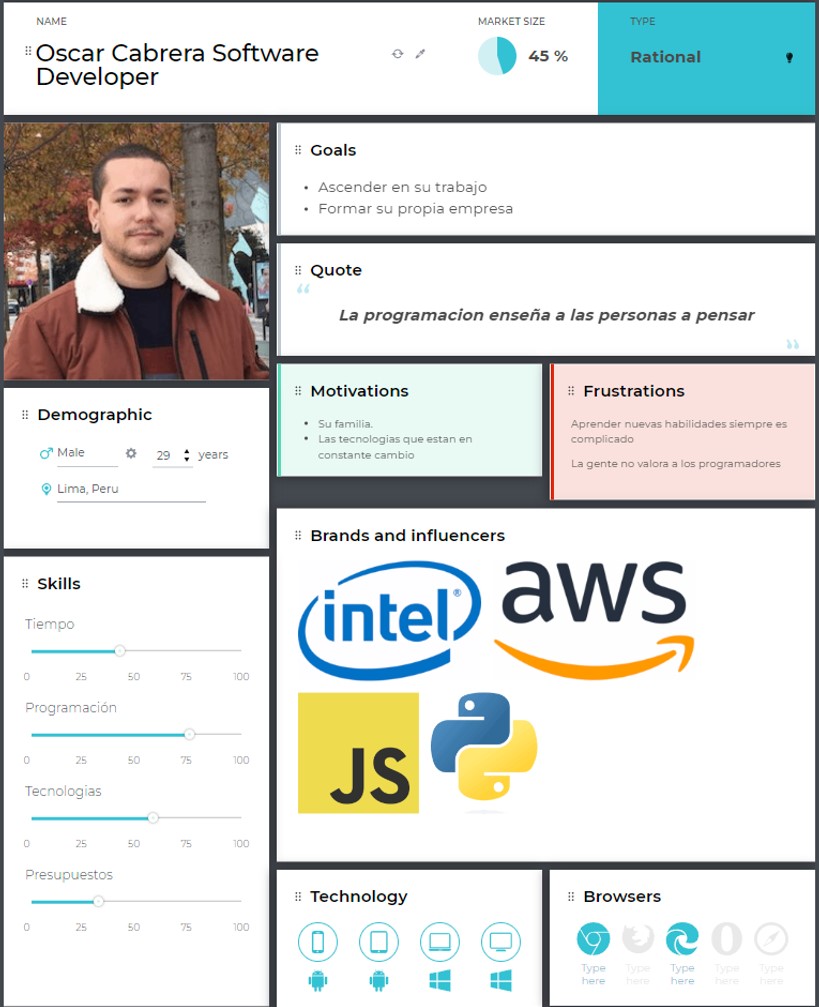 NAME
Oscar Cabrera Software
Developer
MARKET SIZE
45 %
TYPE
Rational
Goals
• Ascender en su trabajo
• Formar su propia empresa
Quote
“
La programacion enseña a las personas a pensar
”
Motivations
• Su familia.
• Las tecnologias que estan en
constante cambio
Frustrations
Aprender nuevas habilidades siempre es
complicado
La gente no valora a los programadores
Demographic
Male
29 years
Lima, Peru
Skills
Tiempo
0 25 50 75 100
Programación
0 25 50 75 100
Tecnologias
0 25 50 75 100
Presupuestos
0 25 50 75 100
Brands and influencers
intel®
aws
JS
Technology
Browsers
Type Type Type Type Type
here here here here here